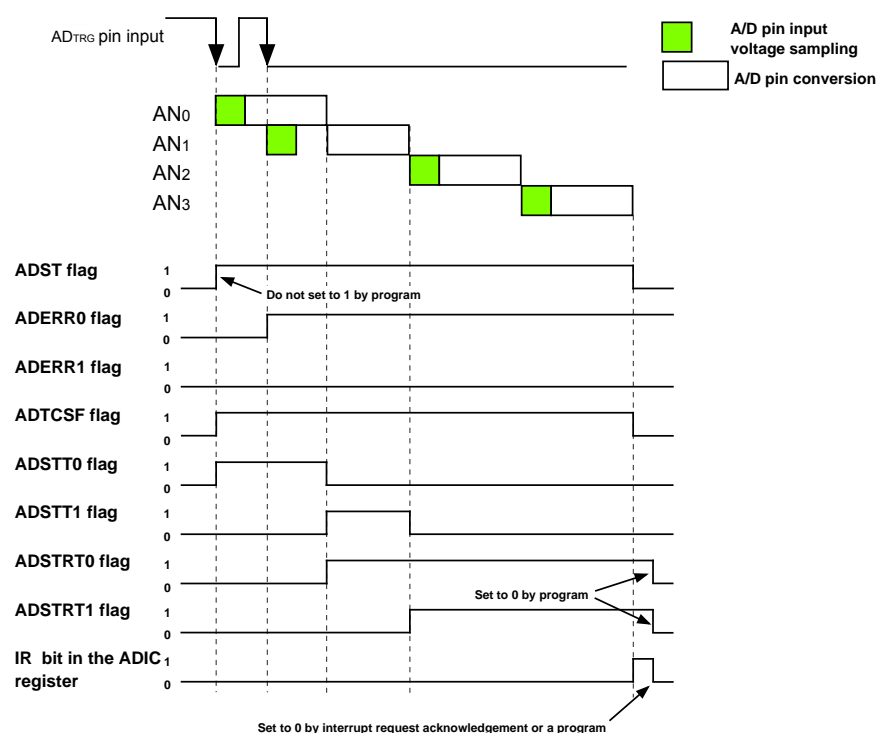 ADTRG pin input
A/D pin input
voltage sampling
A/D pin conversion
AN0
AN1
AN2
AN3
ADST flag
1
0
Do not set to 1 by program
ADERR0 flag
1
0
ADERR1 flag
1
0
ADTCSF flag
1
0
ADSTT0 flag
1
0
ADSTT1 flag
1
0
ADSTRT0 flag
1
0
Set to 0 by program
ADSTRT1 flag
1
0
IR bit in the ADIC
register
1
0
Set to 0 by interrupt request acknowledgement or a program